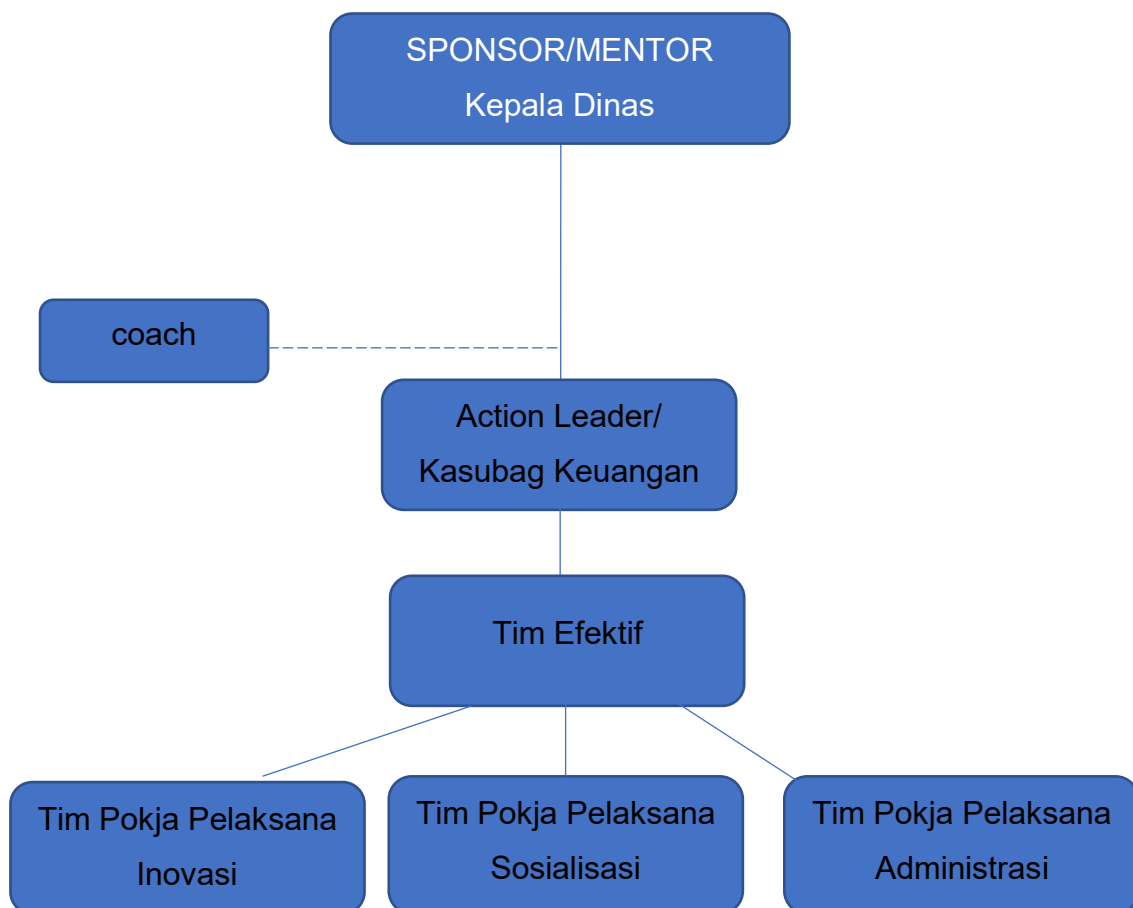 SPONSOR/MENTOR
Kepala Dinas
coach
Action Leader/
Kasubag Keuangan
Tim Efektif
Tim Pokja Pelaksana
Inovasi
Tim Pokja Pelaksana
Sosialisasi
Tim Pokja Pelaksana
Administrasi